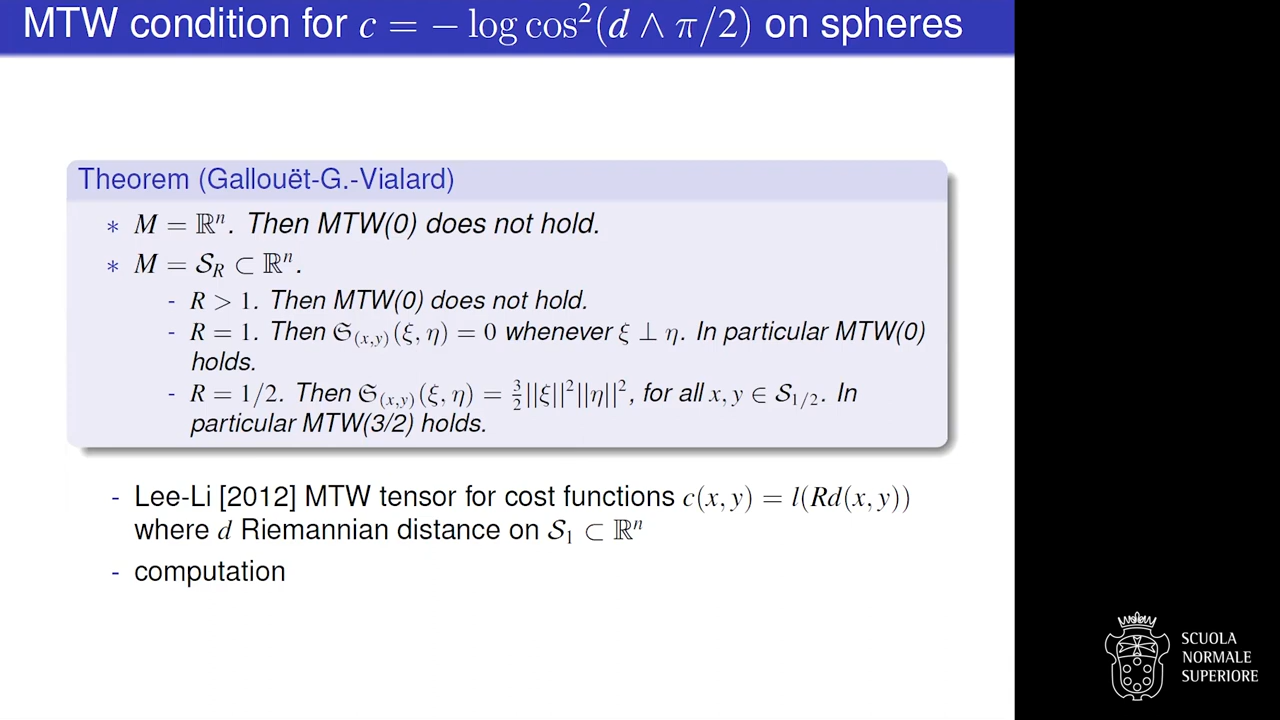 MTW condition for c = − log cos²(d ∧ π/2) on spheres
Theorem (Gallouët-G.-Vialard)
∗ M = ℝⁿ. Then MTW(0) does not hold.
∗ M = 𝒮_R ⊂ ℝⁿ.
- R > 1. Then MTW(0) does not hold.
- R = 1. Then 𝔖_(x,y)(ξ, η) = 0 whenever ξ ⊥ η. In particular MTW(0)
holds.
- R = 1/2. Then 𝔖_(x,y)(ξ, η) = 3/2||ξ||²||η||², for all x, y ∈ 𝒮_1/2. In
particular MTW(3/2) holds.
- Lee-Li [2012] MTW tensor for cost functions c(x, y) = l(Rd(x, y))
where d Riemannian distance on 𝒮₁ ⊂ ℝⁿ
- computation
SCUOLA
NORMALE
SUPERIORE